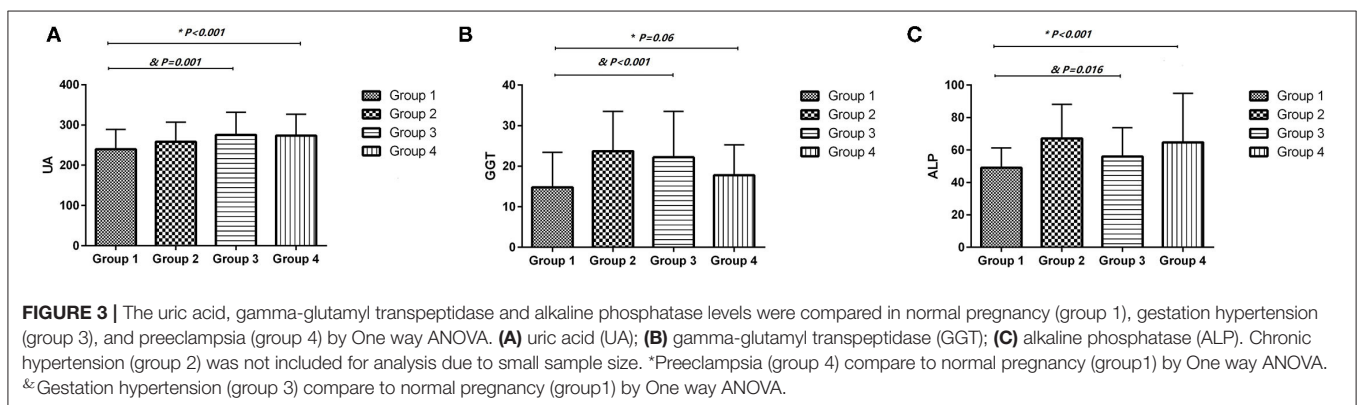 A
* P<0.001
& P=0.001
400
300
200
100
0
UA
Group 1 Group 2 Group 3 Group 4
Group 1
Group 2
Group 3
Group 4
B
* P=0.06
& P<0.001
40
30
20
10
0
GGT
Group 1 Group 2 Group 3 Group 4
Group 1
Group 2
Group 3
Group 4
C
* P<0.001
& P=0.016
100
80
60
40
20
0
ALP
Group 1 Group 2 Group 3 Group 4
Group 1
Group 2
Group 3
Group 4
FIGURE 3 | The uric acid, gamma-glutamyl transpeptidase and alkaline phosphatase levels were compared in normal pregnancy (group 1), gestation hypertension
(group 3), and preeclampsia (group 4) by One way ANOVA. (A) uric acid (UA); (B) gamma-glutamyl transpeptidase (GGT); (C) alkaline phosphatase (ALP). Chronic
hypertension (group 2) was not included for analysis due to small sample size. *Preeclampsia (group 4) compare to normal pregnancy (group1) by One way ANOVA.
&Gestation hypertension (group 3) compare to normal pregnancy (group1) by One way ANOVA.